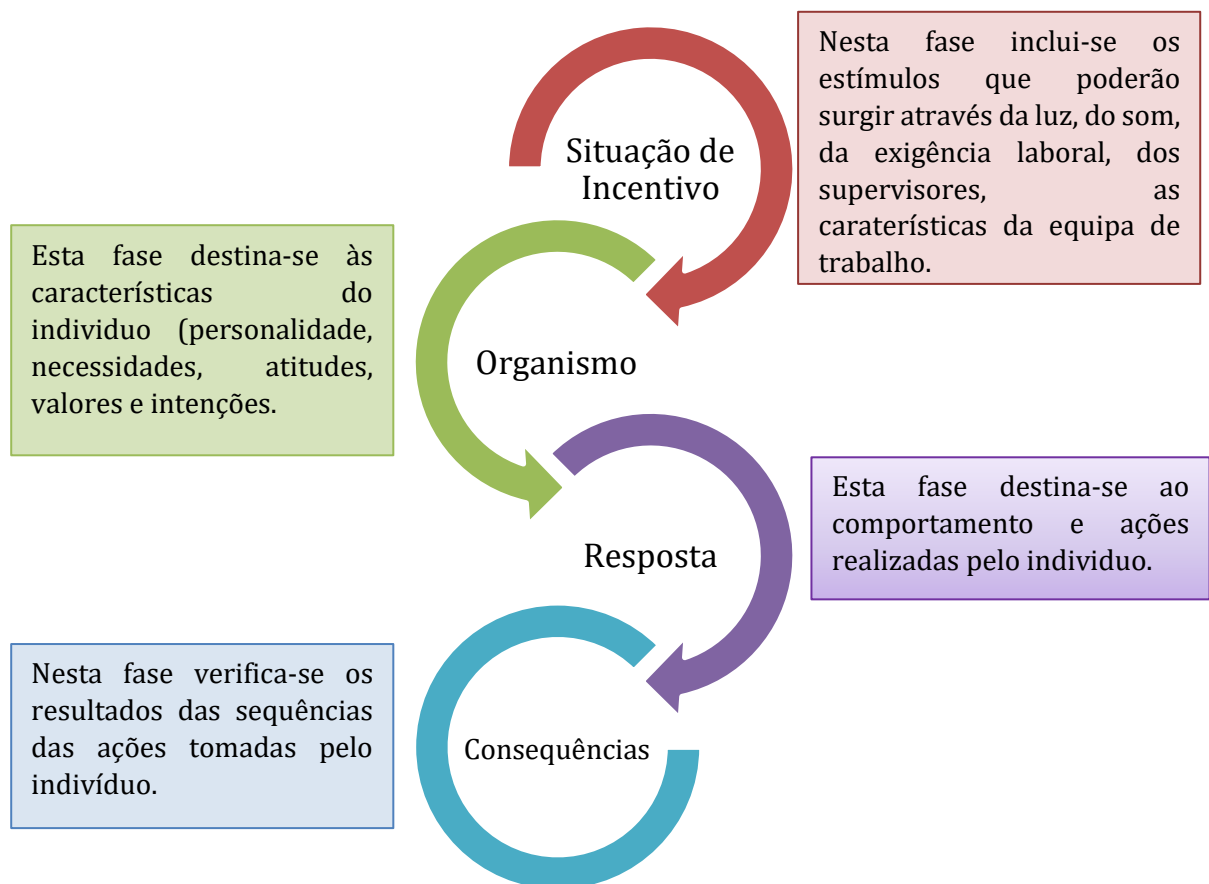 Situação de
Incentivo
Nesta fase inclui-se os
estímulos que poderão
surgir através da luz, do som,
da exigência laboral, dos
supervisores, as
caraterísticas da equipa de
trabalho.
Esta fase destina-se às
características do
individuo (personalidade,
necessidades, atitudes,
valores e intenções.
Organismo
Resposta
Esta fase destina-se ao
comportamento e ações
realizadas pelo individuo.
Nesta fase verifica-se os
resultados das sequências
das ações tomadas pelo
indivíduo.
Consequências